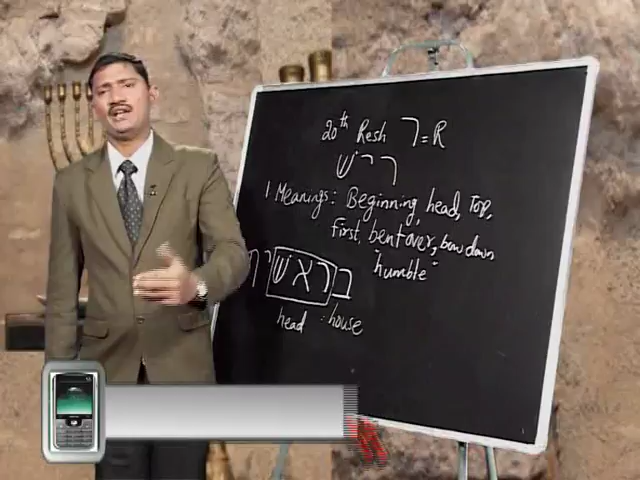 20th Resh ר = R
ריש
1 Meanings: Beginning, head, Top,
First, bent over, bow down
"humble"
בראשית
head : house